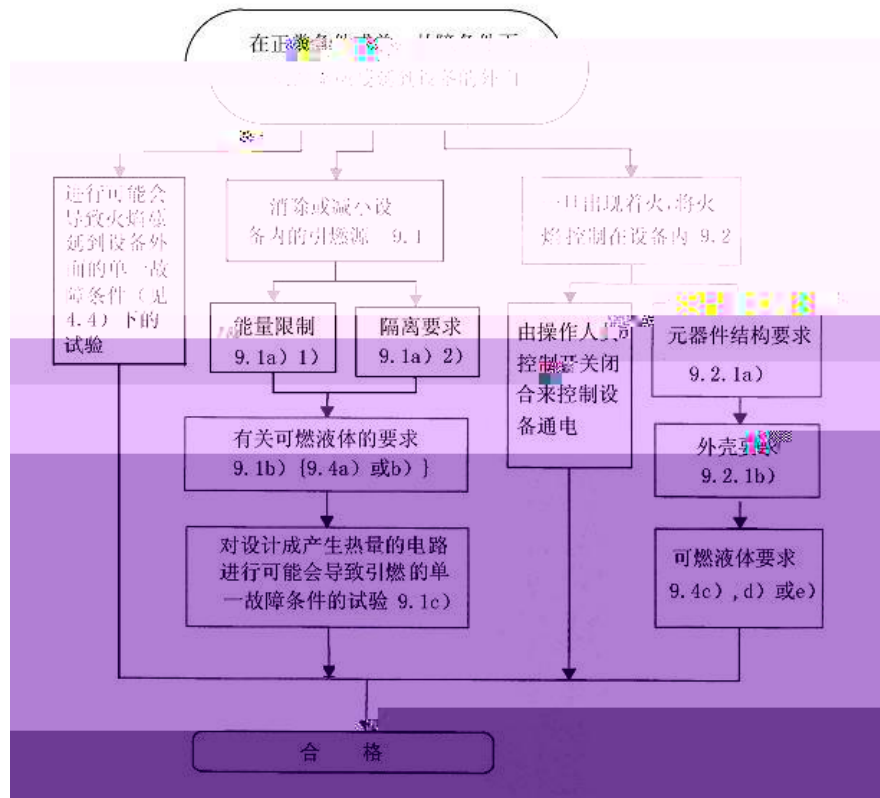 在正常条件或单一故障条件下
进行可能会
导致火焰蔓
延到设备外
面的单一故
障条件（见
4.4）下的
试验
消除或减小设
备内的引燃源 9.1
能量限制
9.1a）1）
隔离要求
9.1a）2）
有关可燃液体的要求
9.1b）{9.4a）或b）}
对设计成产生热量的电路
进行可能会导致引燃的单
一故障条件的试验 9.1c）
一旦出现着火,将火
焰控制在设备内 9.2
由操作人员
控制开关闭
合来控制设
备通电
元器件结构要求
9.2.1a）
外壳要求
9.2.1b）
可燃液体要求
9.4c）,d）或e）
合 格